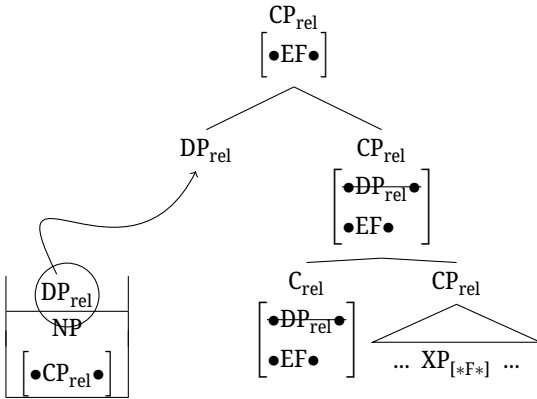 CP_rel
[●EF●]
DP_rel CP_rel
[●DP_rel●
●EF●]
C_rel CP_rel
DP_rel
[●DP_rel●
●EF●]
NP
[●CP_rel●]
... XP_[∗F∗] ...